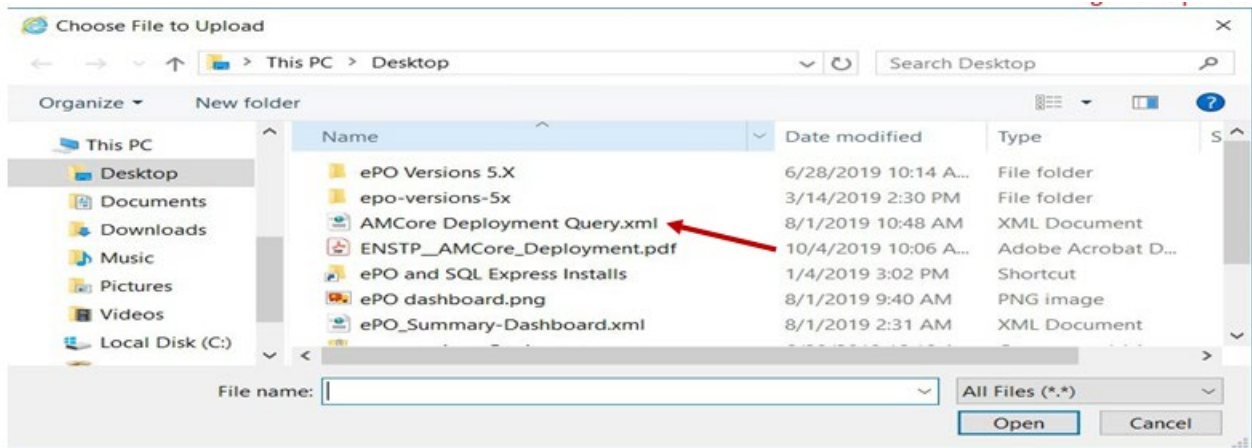 Choose File to Upload
This PC > Desktop
Search Desktop
Organize
New folder
This PC
Desktop
Documents
Downloads
Music
Pictures
Videos
Local Disk (C:)
Name Date modified Type S
ePO Versions 5.X 6/28/2019 10:14 A... File folder
epo-versions-5x 3/14/2019 2:30 PM File folder
AMCore Deployment Query.xml 8/1/2019 10:48 AM XML Document
ENSTP__AMCore_Deployment.pdf 10/4/2019 10:06 A... Adobe Acrobat D...
ePO and SQL Express Installs 1/4/2019 3:02 PM Shortcut
ePO dashboard.png 8/1/2019 9:40 AM PNG image
ePO_Summary-Dashboard.xml 8/1/2019 2:31 AM XML Document
File name:
All Files (*.*)
Open Cancel